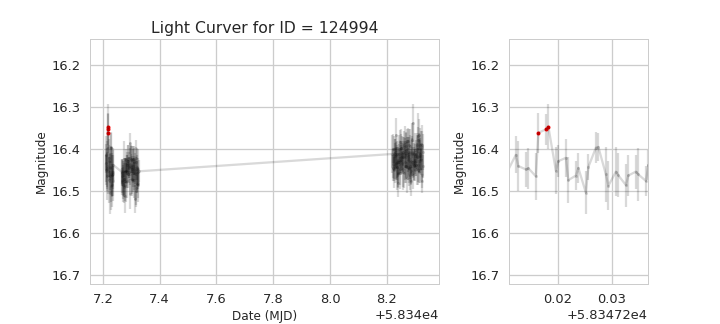 Light Curver for ID = 124994
Magnitude
16.2
16.3
16.4
16.5
16.6
16.7
7.2 7.4 7.6 7.8 8.0 8.2
Date (MJD)
+5.834e4
Magnitude
16.2
16.3
16.4
16.5
16.6
16.7
0.02 0.03
+5.83472e4